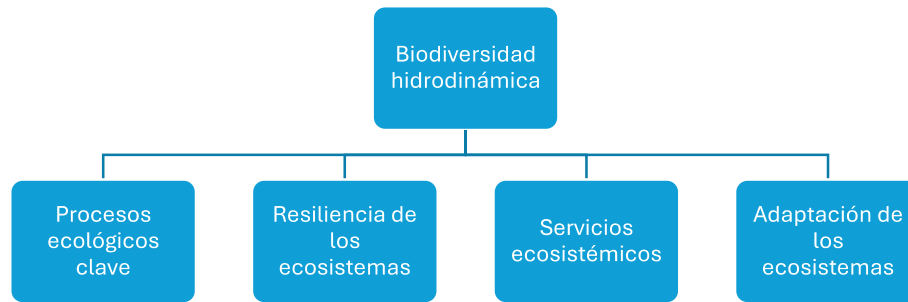 Biodiversidad
hidrodinámica
Procesos
ecológicos
clave
Resiliencia de
los
ecosistemas
Servicios
ecosistémicos
Adaptación de
los
ecosistemas